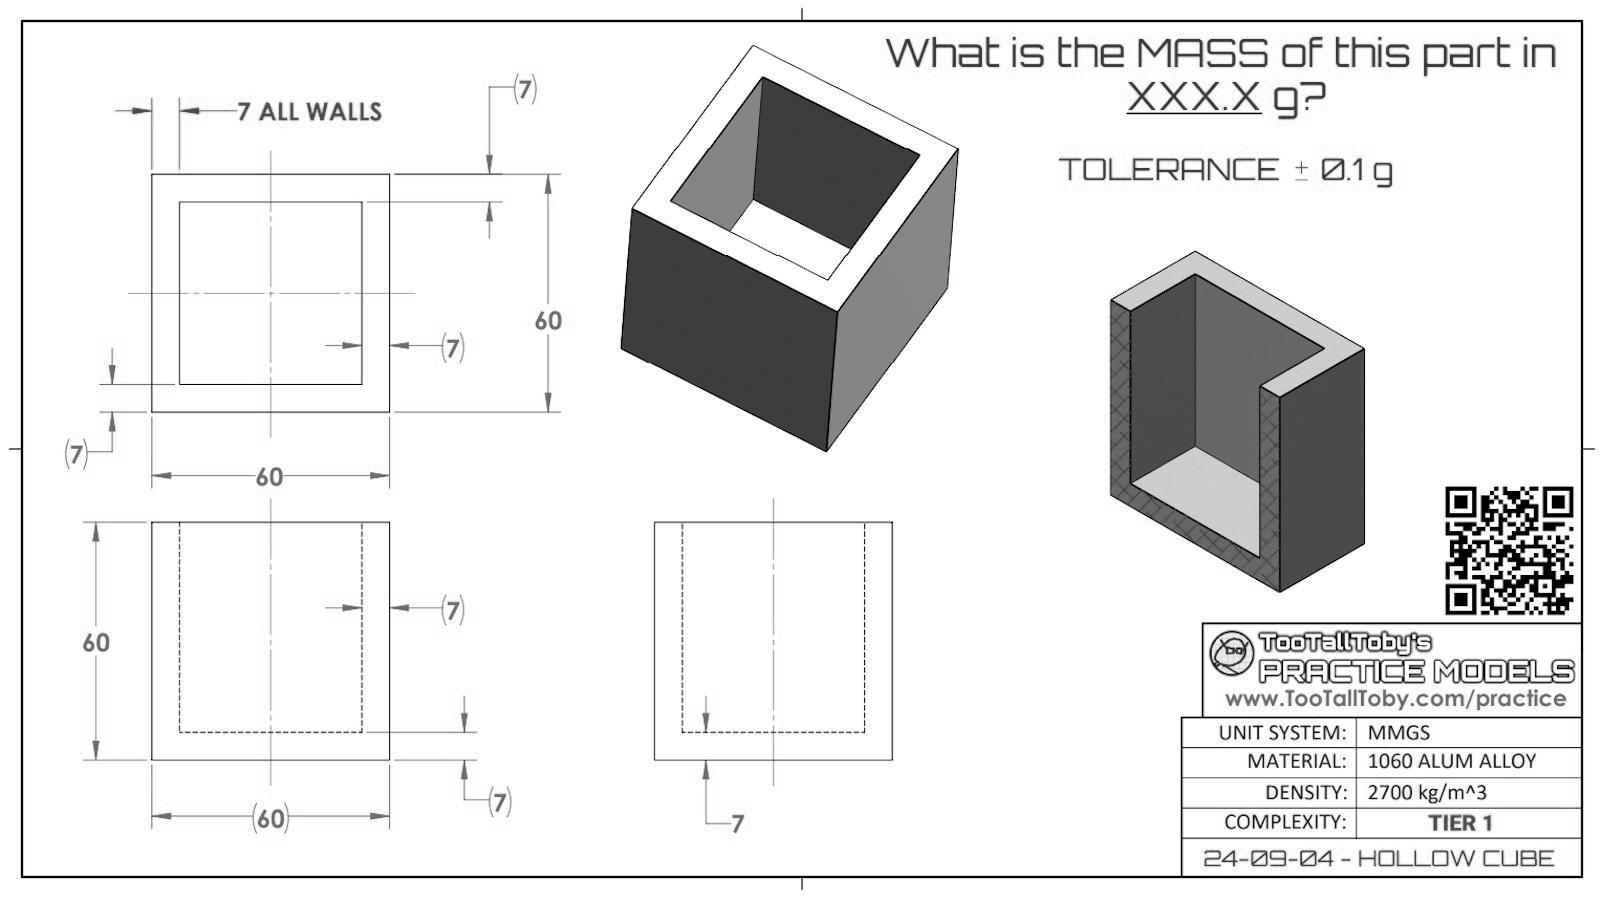 What is the MASS of this part in
XXX.X g?
TOLERANCE ± 0.1 g
7 ALL WALLS
(7)
60
(7)
(7)
60
60
(7)
(7)
(60)
7
TooTallToby's
PRACTICE MODELS
www.TooTallToby.com/practice
UNIT SYSTEM: MMGS
MATERIAL: 1060 ALUM ALLOY
DENSITY: 2700 kg/m^3
COMPLEXITY: TIER 1
24-09-04 - HOLLOW CUBE